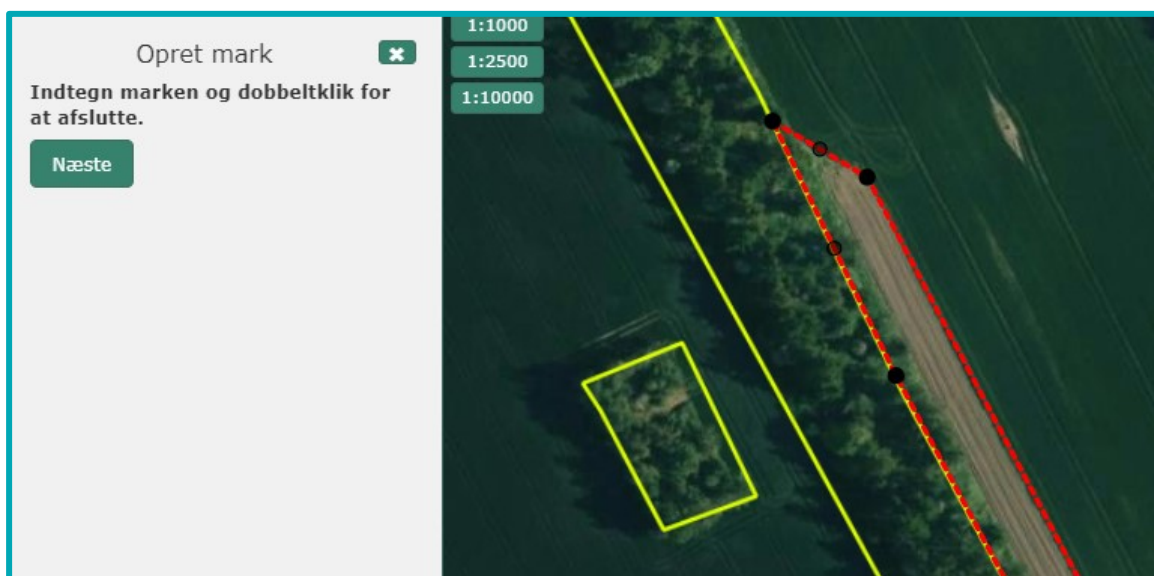 Opret mark
Indtegn marken og dobbeltklik for
at afslutte.
Næste
1:1000
1:2500
1:10000